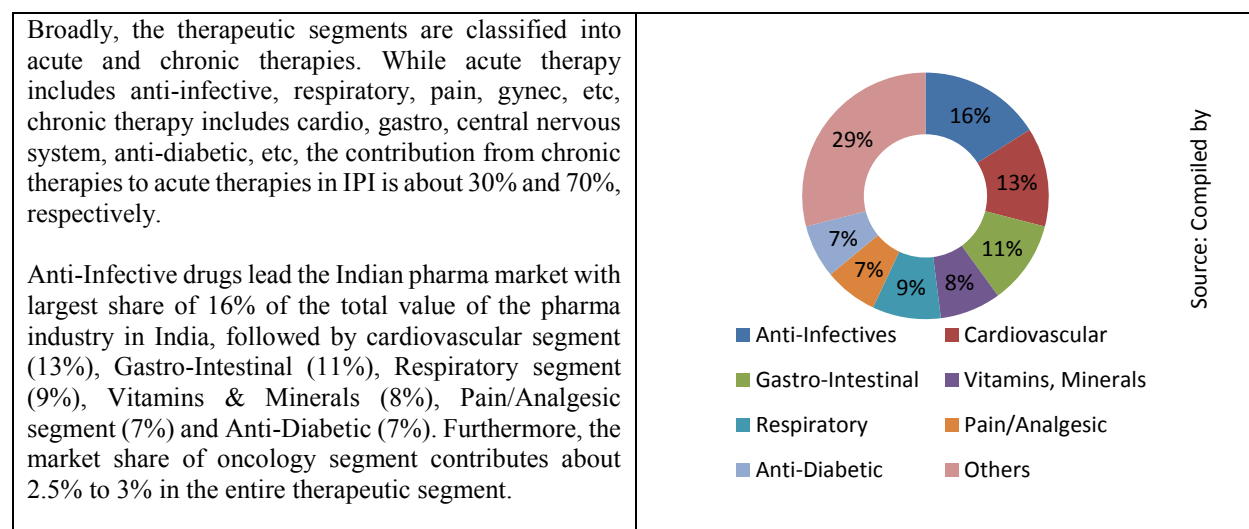 Broadly, the therapeutic segments are classified into
acute and chronic therapies. While acute therapy
includes anti-infective, respiratory, pain, gynec, etc,
chronic therapy includes cardio, gastro, central nervous
system, anti-diabetic, etc, the contribution from chronic
therapies to acute therapies in IPI is about 30% and 70%,
respectively.
Anti-Infective drugs lead the Indian pharma market with
largest share of 16% of the total value of the pharma
industry in India, followed by cardiovascular segment
(13%), Gastro-Intestinal (11%), Respiratory segment
(9%), Vitamins & Minerals (8%), Pain/Analgesic
segment (7%) and Anti-Diabetic (7%). Furthermore, the
market share of oncology segment contributes about
2.5% to 3% in the entire therapeutic segment.
16%
13%
11%
8%
9%
7%
7%
29%
Anti-Infectives
Cardiovascular
Gastro-Intestinal
Vitamins, Minerals
Respiratory
Pain/Analgesic
Anti-Diabetic
Others
Source: Compiled by